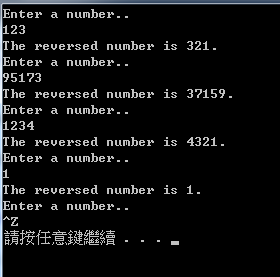 Enter a number..
123
The reversed number is 321.
Enter a number..
95173
The reversed number is 37159.
Enter a number..
1234
The reversed number is 4321.
Enter a number..
1
The reversed number is 1.
Enter a number..
^Z
請按任意鍵繼續 . . .